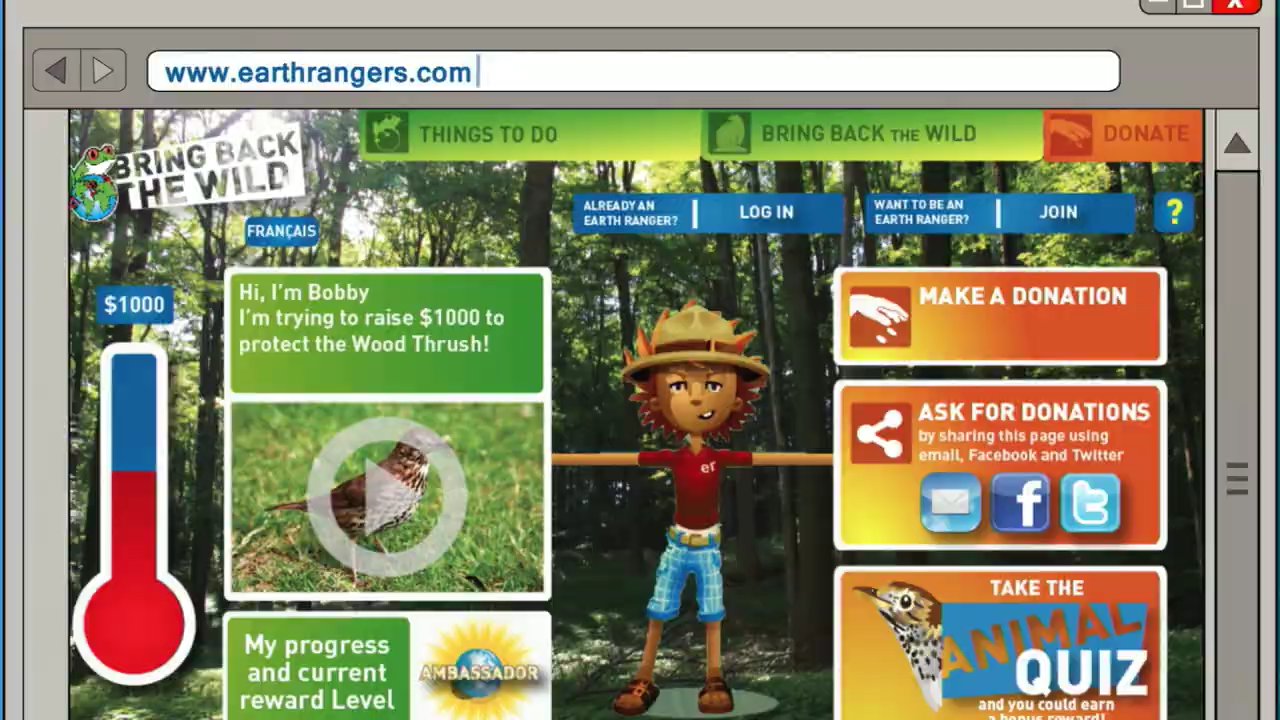 www.earthrangers.com
BRING BACK
THE WILD
THINGS TO DO
BRING BACK THE WILD
DONATE
FRANÇAIS
ALREADY AN
EARTH RANGER?
LOG IN
WANT TO BE AN
EARTH RANGER?
JOIN
?
$1000
Hi, I'm Bobby
I'm trying to raise $1000 to
protect the Wood Thrush!
My progress
and current
reward Level
AMBASSADOR
er
MAKE A DONATION
ASK FOR DONATIONS
by sharing this page using
email, Facebook and Twitter
TAKE THE
ANIMAL
QUIZ
and you could earn
a bonus reward!